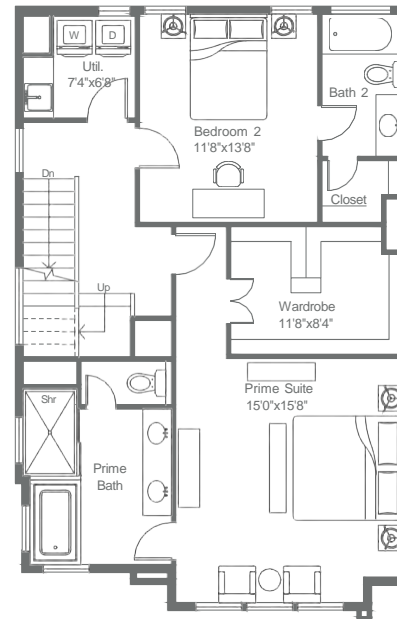 W D
Util.
7'4"x6'8"
Bath 2
Bedroom 2
11'8"x13'8"
Dn
Closet
Up
Wardrobe
11'8"x8'4"
Prime Suite
15'0"x15'8"
Shr
Prime
Bath